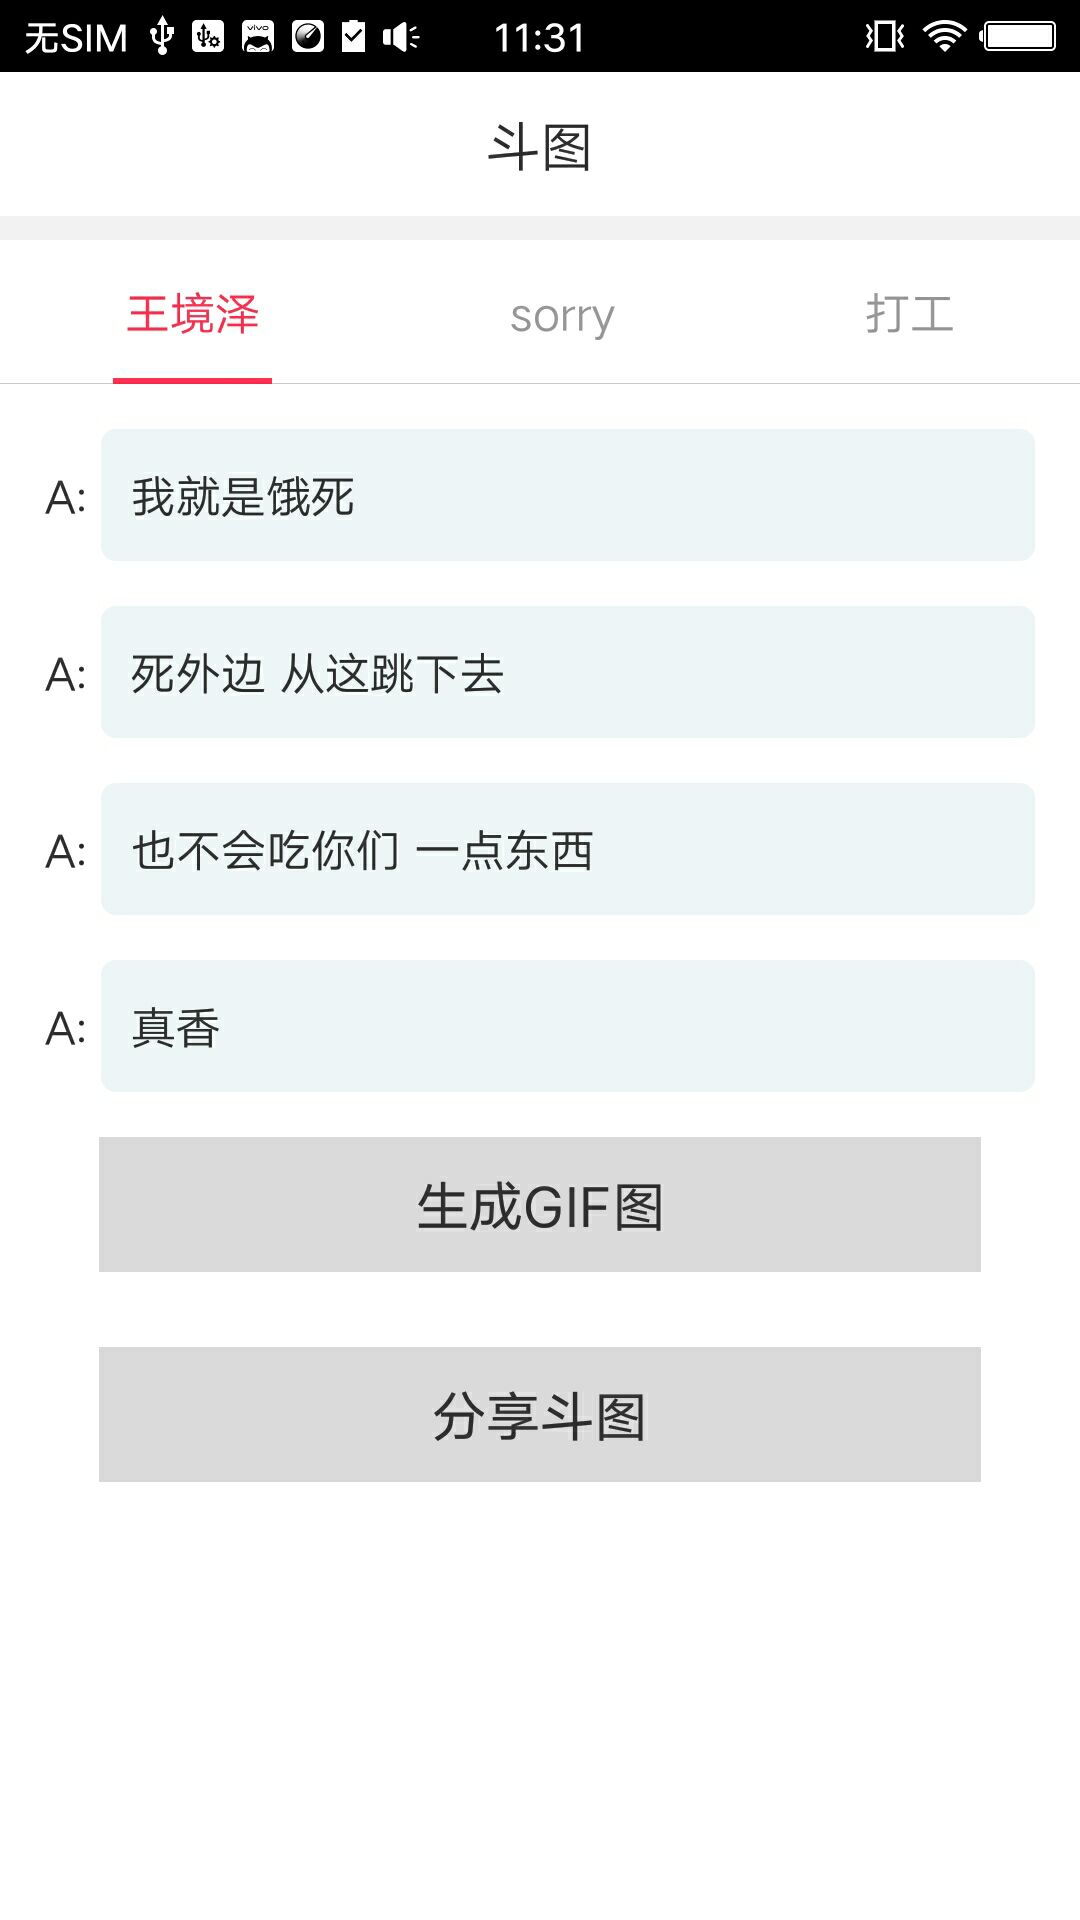 无SIM 11:31
斗图
王境泽 sorry 打工
A: 我就是饿死
A: 死外边 从这跳下去
A: 也不会吃你们 一点东西
A: 真香
生成GIF图
分享斗图